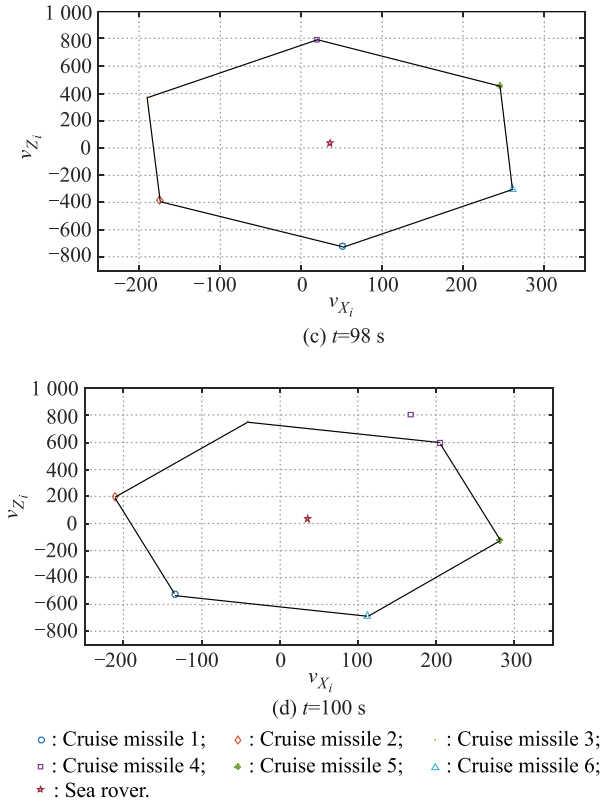 1 000
800
600
400
200
0
−200
−400
−600
−800
v_{Z_i}
−200 −100 0 100 200 300
v_{X_i}
(c) t=98 s
1 000
800
600
400
200
0
−200
−400
−600
−800
v_{Z_i}
−200 −100 0 100 200 300
v_{X_i}
(d) t=100 s
: Cruise missile 1; : Cruise missile 2; : Cruise missile 3;
: Cruise missile 4; : Cruise missile 5; : Cruise missile 6;
: Sea rover.